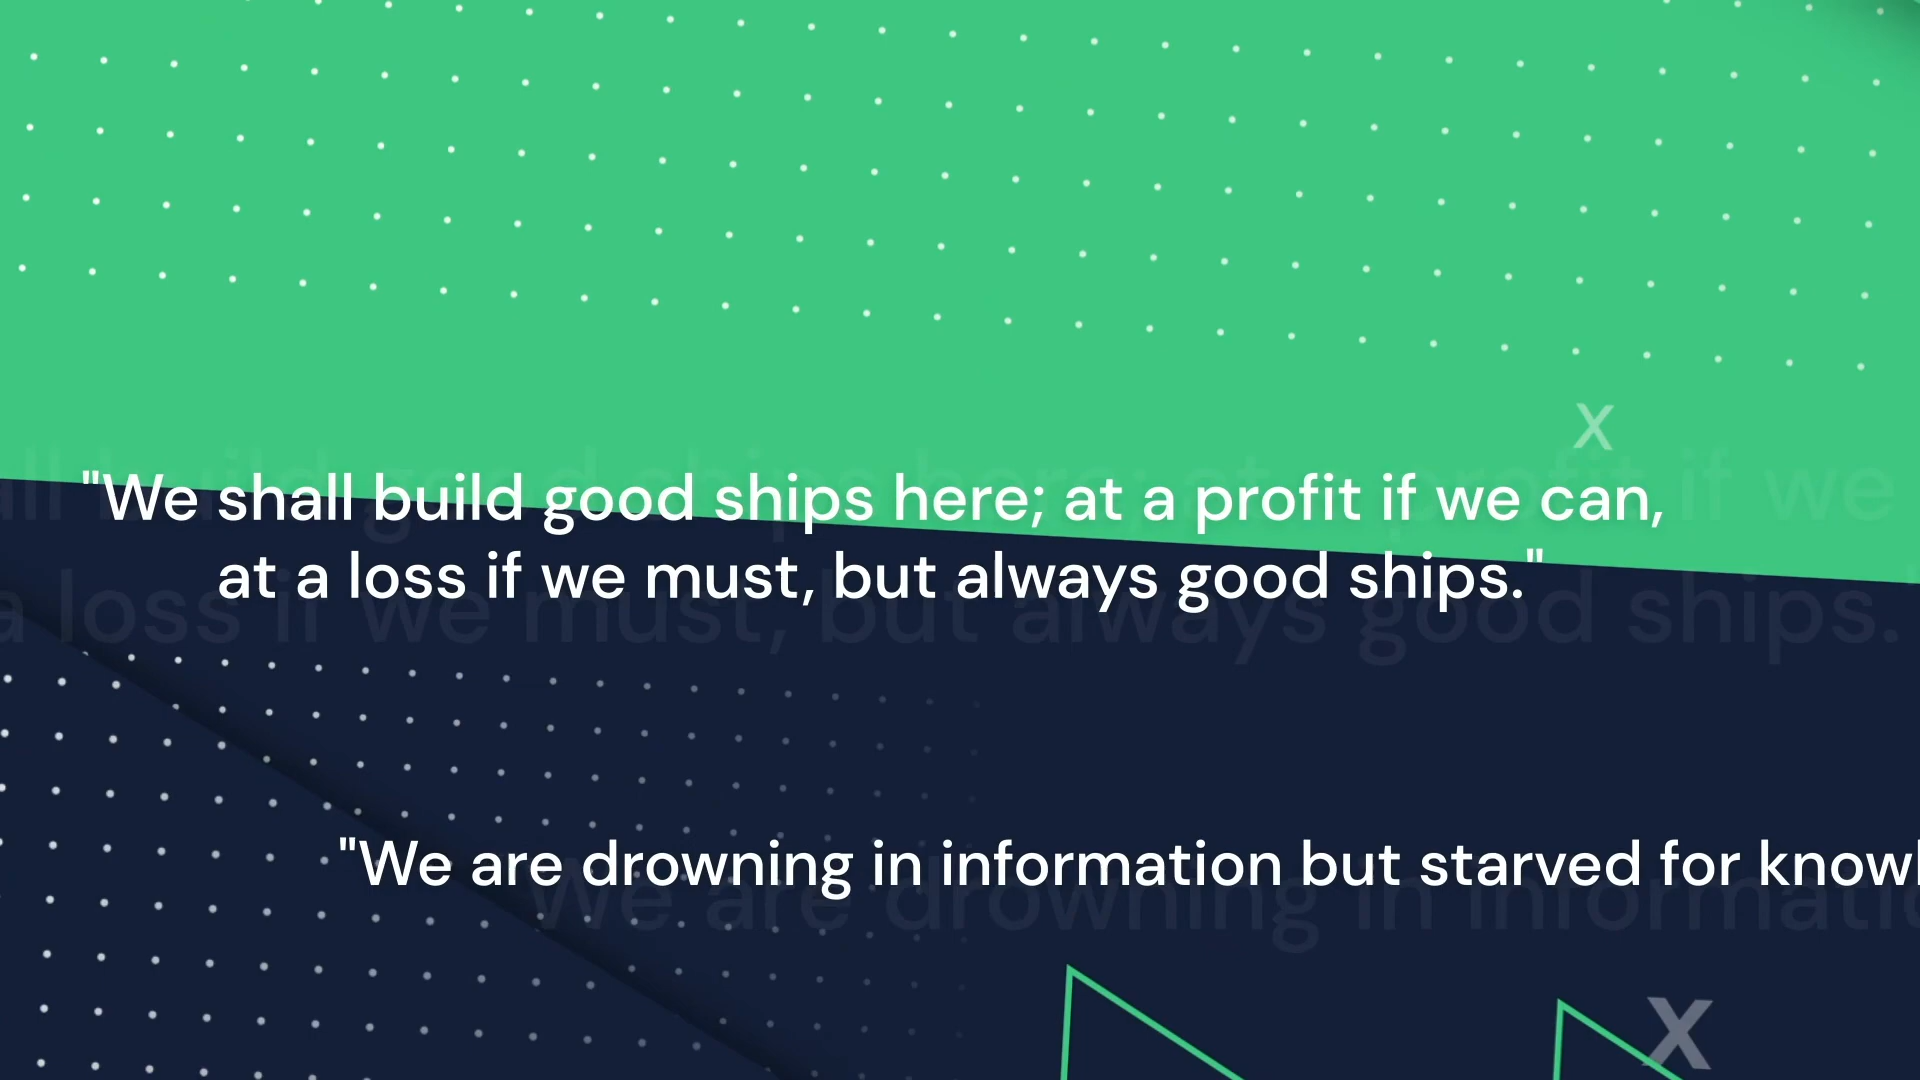 "We shall build good ships here; at a profit if we can,
at a loss if we must, but always good ships."
"We are drowning in information but starved for knowl